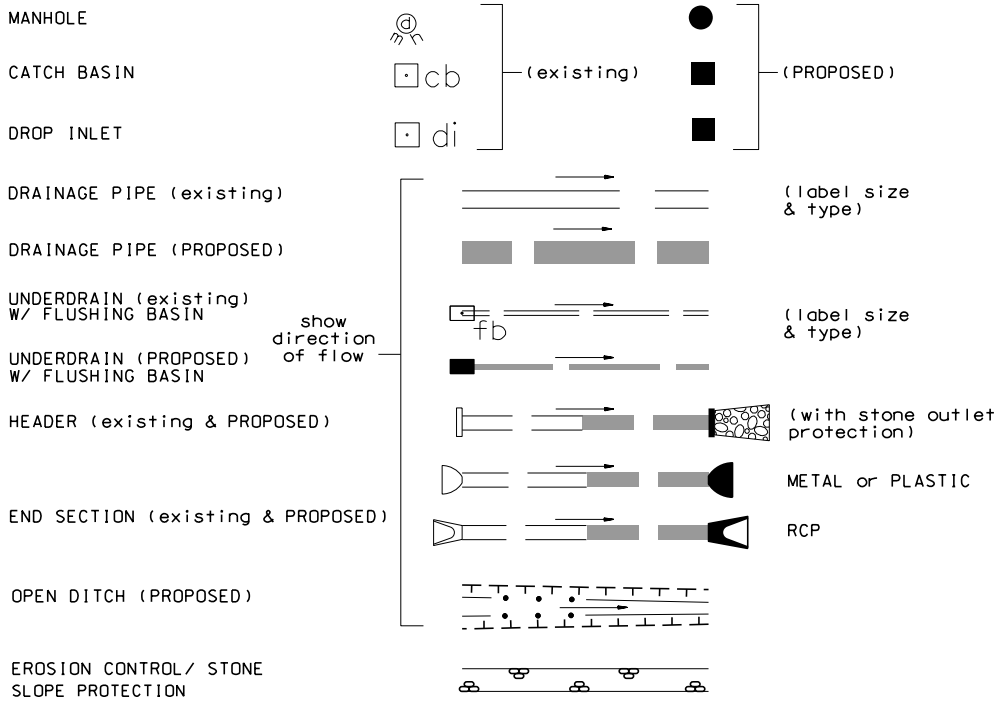 MANHOLE
d
mh
CATCH BASIN
cb
(existing)
(PROPOSED)
DROP INLET
di
DRAINAGE PIPE (existing)
(label size
& type)
DRAINAGE PIPE (PROPOSED)
UNDERDRAIN (existing)
W/ FLUSHING BASIN
fb
(label size
& type)
show
direction
of flow
UNDERDRAIN (PROPOSED)
W/ FLUSHING BASIN
HEADER (existing & PROPOSED)
(with stone outlet
protection)
METAL or PLASTIC
END SECTION (existing & PROPOSED)
RCP
OPEN DITCH (PROPOSED)
EROSION CONTROL/ STONE
SLOPE PROTECTION